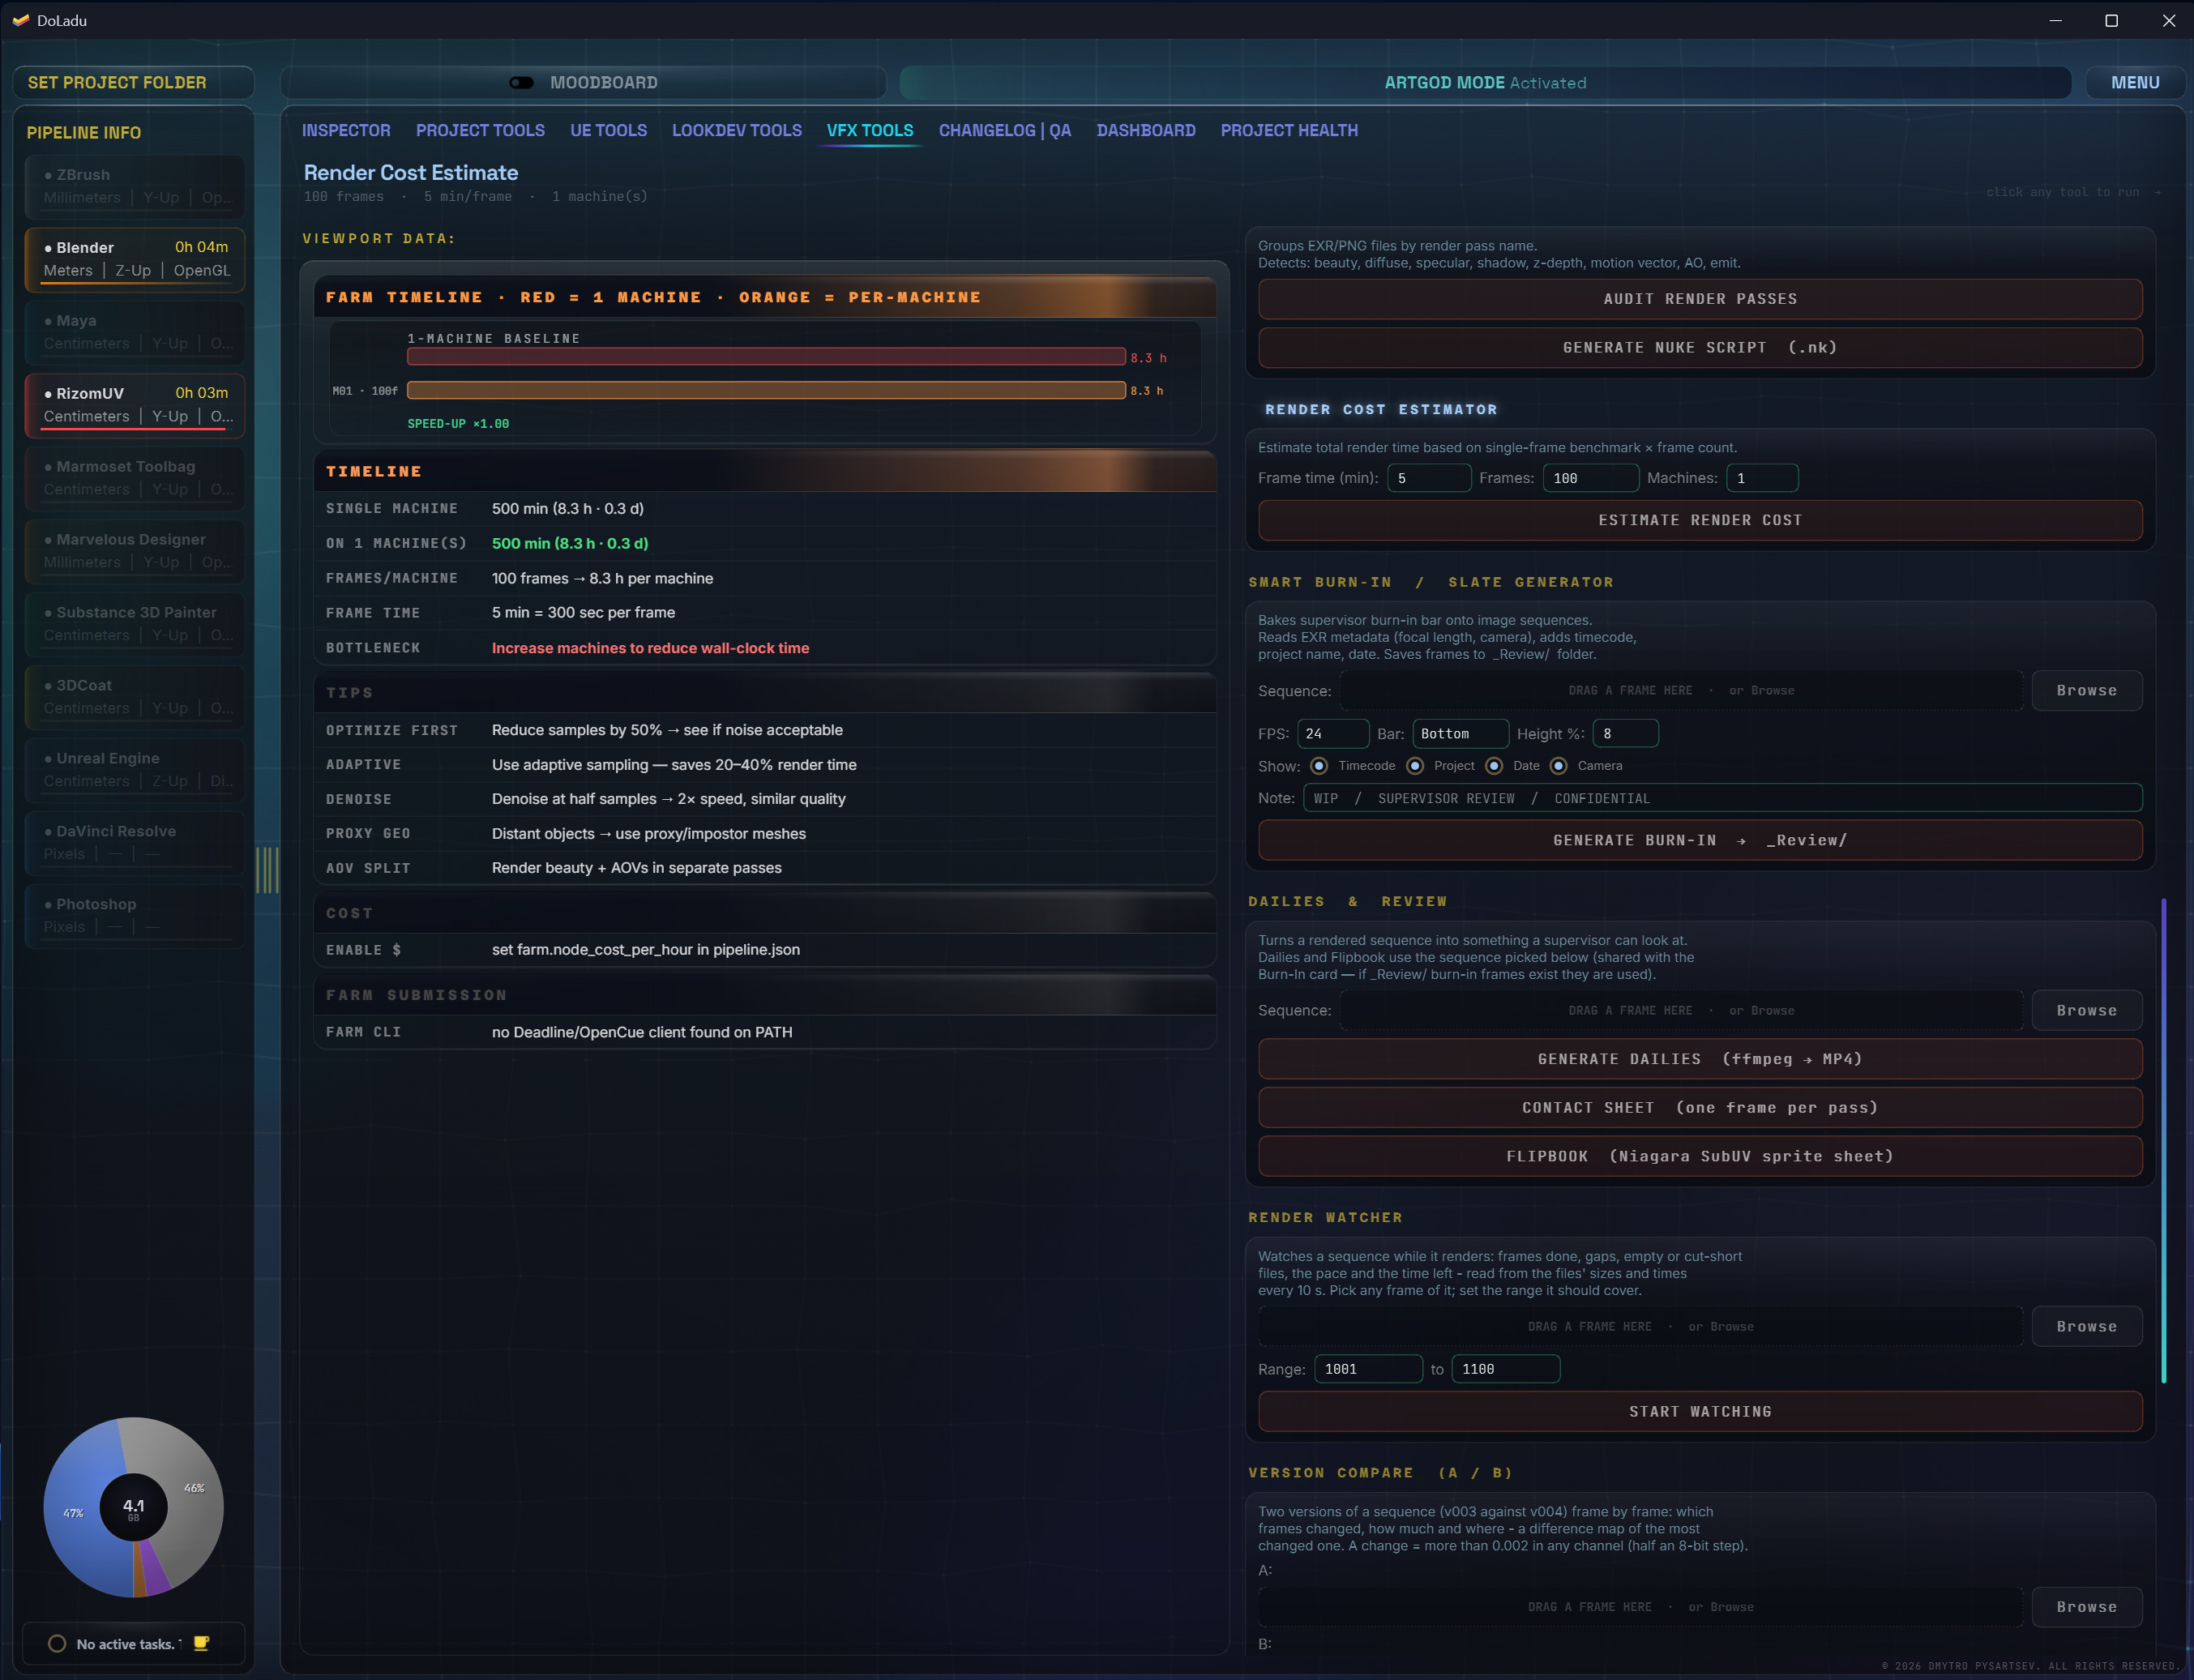 DoLadu
SET PROJECT FOLDER
MOODBOARD
ARTGOD MODE Activated
MENU
PIPELINE INFO
● ZBrush
Millimeters | Y-Up | Op...
● Blender 0h 04m
Meters | Z-Up | OpenGL
● Maya
Centimeters | Y-Up | O...
● RizomUV 0h 03m
Centimeters | Y-Up | O...
● Marmoset Toolbag
Centimeters | Y-Up | O...
● Marvelous Designer
Millimeters | Y-Up | Op...
● Substance 3D Painter
Centimeters | Y-Up | O...
● 3DCoat
Centimeters | Y-Up | O...
● Unreal Engine
Centimeters | Z-Up | Di...
● DaVinci Resolve
Pixels | — | —
● Photoshop
Pixels | — | —
46%
47%
4.1
GB
No active tasks.
INSPECTOR PROJECT TOOLS UE TOOLS LOOKDEV TOOLS VFX TOOLS CHANGELOG | QA DASHBOARD PROJECT HEALTH
Render Cost Estimate
100 frames · 5 min/frame · 1 machine(s)
click any tool to run →
VIEWPORT DATA:
FARM TIMELINE · RED = 1 MACHINE · ORANGE = PER-MACHINE
1-MACHINE BASELINE
8.3 h
M01 · 100f
8.3 h
SPEED-UP ×1.00
TIMELINE
SINGLE MACHINE 500 min (8.3 h · 0.3 d)
ON 1 MACHINE(S) 500 min (8.3 h · 0.3 d)
FRAMES/MACHINE 100 frames → 8.3 h per machine
FRAME TIME 5 min = 300 sec per frame
BOTTLENECK Increase machines to reduce wall-clock time
TIPS
OPTIMIZE FIRST Reduce samples by 50% → see if noise acceptable
ADAPTIVE Use adaptive sampling — saves 20–40% render time
DENOISE Denoise at half samples → 2× speed, similar quality
PROXY GEO Distant objects → use proxy/impostor meshes
AOV SPLIT Render beauty + AOVs in separate passes
COST
ENABLE $ set farm.node_cost_per_hour in pipeline.json
FARM SUBMISSION
FARM CLI no Deadline/OpenCue client found on PATH
Groups EXR/PNG files by render pass name.
Detects: beauty, diffuse, specular, shadow, z-depth, motion vector, AO, emit.
AUDIT RENDER PASSES
GENERATE NUKE SCRIPT (.nk)
RENDER COST ESTIMATOR
Estimate total render time based on single-frame benchmark × frame count.
Frame time (min): 5 Frames: 100 Machines: 1
ESTIMATE RENDER COST
SMART BURN-IN / SLATE GENERATOR
Bakes supervisor burn-in bar onto image sequences.
Reads EXR metadata (focal length, camera), adds timecode,
project name, date. Saves frames to _Review/ folder.
Sequence: DRAG A FRAME HERE · or Browse Browse
FPS: 24 Bar: Bottom Height %: 8
Show: Timecode Project Date Camera
Note: WIP / SUPERVISOR REVIEW / CONFIDENTIAL
GENERATE BURN-IN → _Review/
DAILIES & REVIEW
Turns a rendered sequence into something a supervisor can look at.
Dailies and Flipbook use the sequence picked below (shared with the
Burn-In card — if _Review/ burn-in frames exist they are used).
Sequence: DRAG A FRAME HERE · or Browse Browse
GENERATE DAILIES (ffmpeg → MP4)
CONTACT SHEET (one frame per pass)
FLIPBOOK (Niagara SubUV sprite sheet)
RENDER WATCHER
Watches a sequence while it renders: frames done, gaps, empty or cut-short
files, the pace and the time left - read from the files' sizes and times
every 10 s. Pick any frame of it; set the range it should cover.
DRAG A FRAME HERE · or Browse Browse
Range: 1001 to 1100
START WATCHING
VERSION COMPARE (A / B)
Two versions of a sequence (v003 against v004) frame by frame: which
frames changed, how much and where - a difference map of the most
changed one. A change = more than 0.002 in any channel (half an 8-bit step).
A:
DRAG A FRAME HERE · or Browse Browse
B:
© 2026 DMYTRO PYSARTSEV. ALL RIGHTS RESERVED.